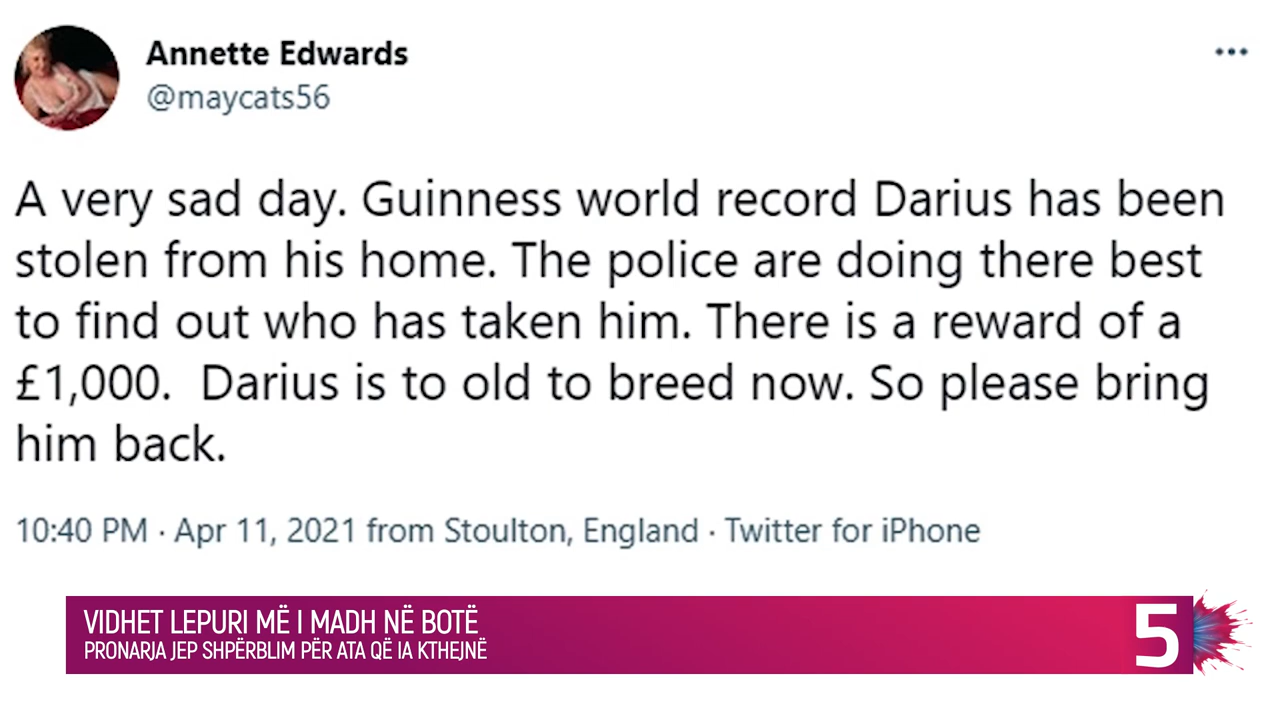 Annette Edwards
@maycats56
A very sad day. Guinness world record Darius has been
stolen from his home. The police are doing there best
to find out who has taken him. There is a reward of a
£1,000.  Darius is to old to breed now. So please bring
him back.
10:40 PM · Apr 11, 2021 from Stoulton, England · Twitter for iPhone
VIDHET LEPURI MË I MADH NË BOTË
PRONARJA JEP SHPËRBLIM PËR ATA QË IA KTHEJNË
5